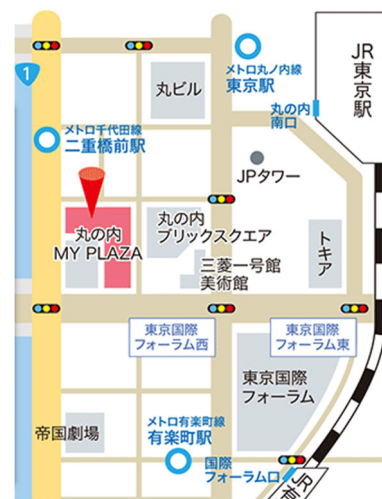 JR東京駅
1
メトロ丸ノ内線
東京駅
丸ビル
丸の内
南口
メトロ千代田線
二重橋前駅
JPタワー
丸の内
MY PLAZA
丸の内
ブリックスクエア
トキア
三菱一号館
美術館
東京国際
フォーラム西
東京国際
フォーラム東
東京国際
フォーラム
帝国劇場
メトロ有楽町線
有楽町駅
国際
フォーラム口
JR